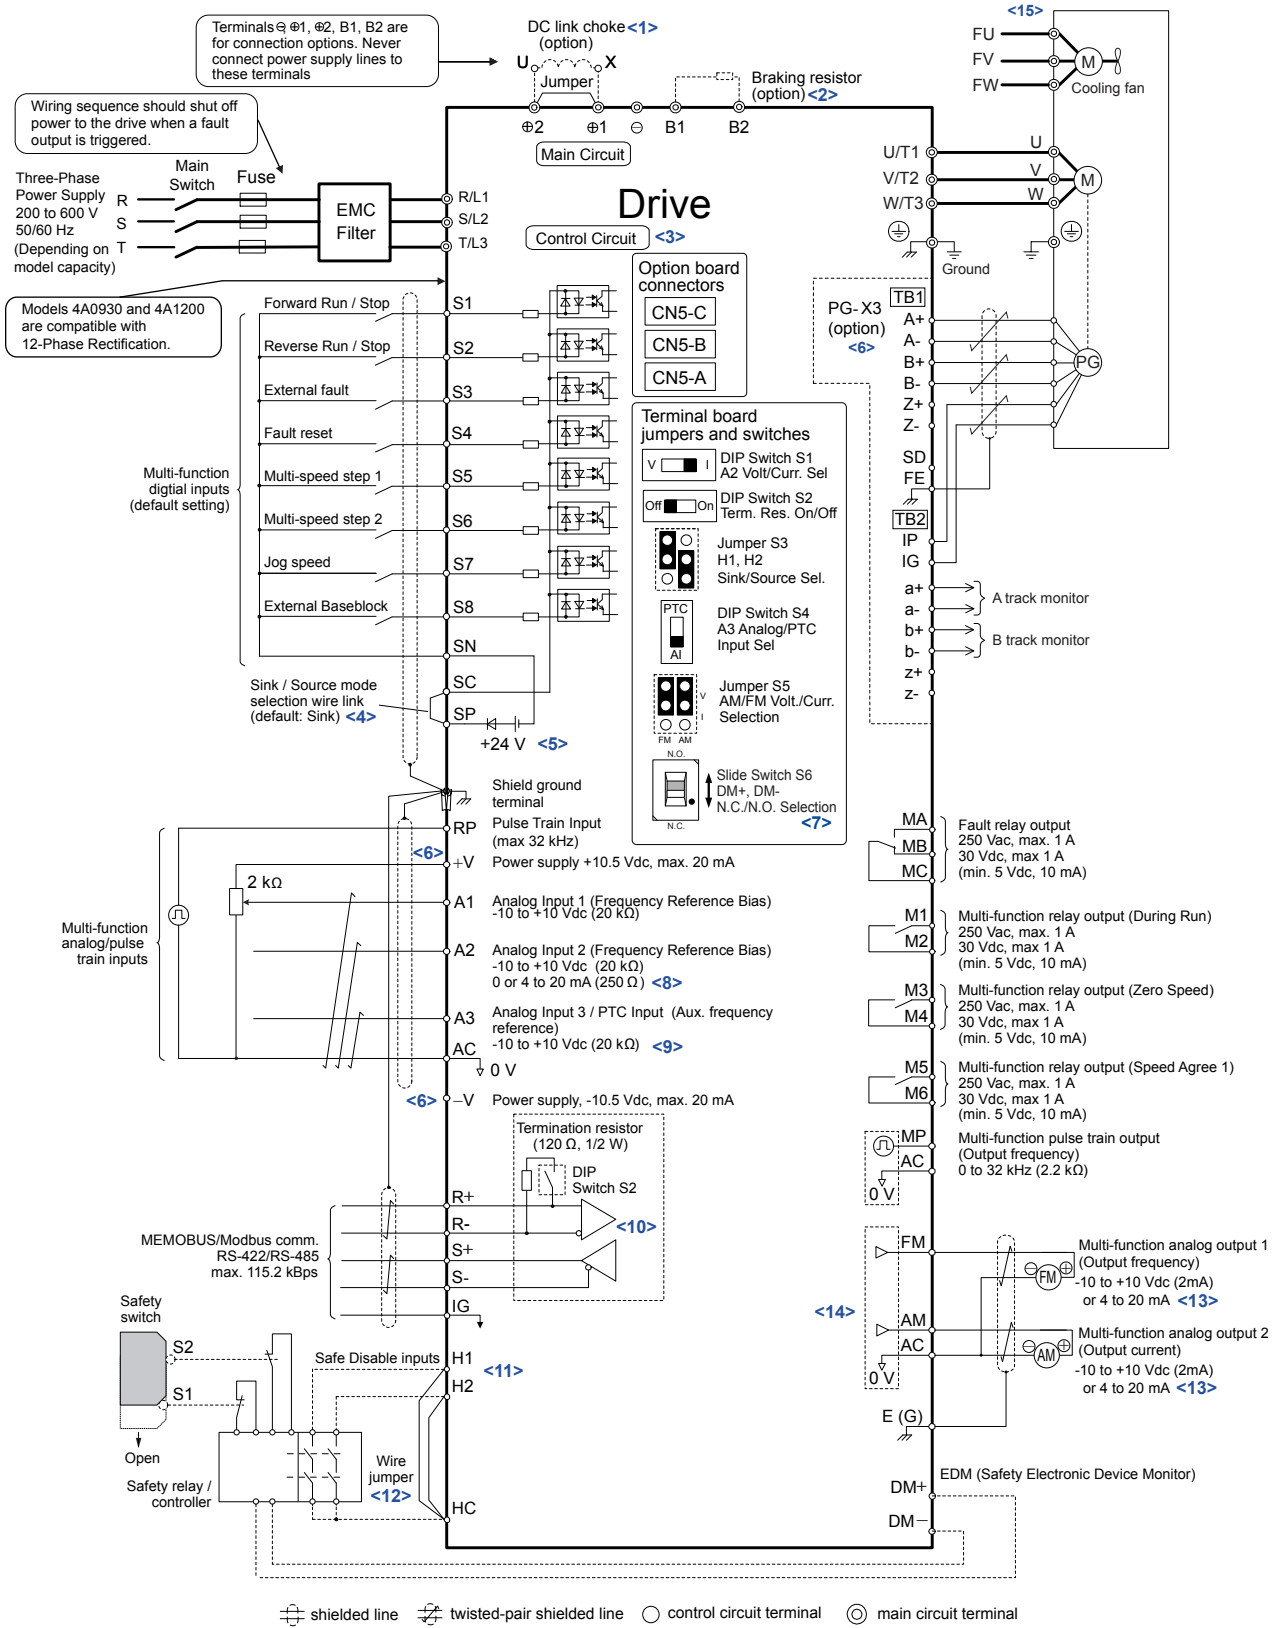 Terminals ⊖, ⊕1, ⊕2, B1, B2 are
for connection options. Never
connect power supply lines to
these terminals
DC link choke <1>
(option)
U
X
Jumper
Braking resistor
(option) <2>
<15>
FU
FV
FW
M
Cooling fan
Wiring sequence should shut off
power to the drive when a fault
output is triggered.
⊕2
⊕1
⊖
B1
B2
Main Circuit
Three-Phase
Power Supply
200 to 600 V
50/60 Hz
(Depending on
model capacity)
R
S
T
Main
Switch
Fuse
EMC
Filter
R/L1
S/L2
T/L3
Drive
Control Circuit <3>
U/T1
V/T2
W/T3
U
V
W
M
Ground
Models 4A0930 and 4A1200
are compatible with
12-Phase Rectification.
Option board
connectors
CN5-C
CN5-B
CN5-A
PG-X3
(option)
<6>
TB1
A+
A-
B+
B-
Z+
Z-
SD
FE
TB2
IP
IG
a+
a-
b+
b-
z+
z-
PG
A track monitor
B track monitor
Multi-function
digtial inputs
(default setting)
Forward Run / Stop
S1
Reverse Run / Stop
S2
External fault
S3
Fault reset
S4
Multi-speed step 1
S5
Multi-speed step 2
S6
Jog speed
S7
External Baseblock
S8
SN
SC
SP
Sink / Source mode
selection wire link
(default: Sink) <4>
+24 V <5>
Terminal board
jumpers and switches
V
I
DIP Switch S1
A2 Volt/Curr. Sel
Off
On
DIP Switch S2
Term. Res. On/Off
Jumper S3
H1, H2
Sink/Source Sel.
PTC
AI
DIP Switch S4
A3 Analog/PTC
Input Sel
V
I
FM AM
Jumper S5
AM/FM Volt./Curr.
Selection
N.O.
N.C.
Slide Switch S6
DM+, DM-
N.C./N.O. Selection
<7>
Shield ground
terminal
RP
Pulse Train Input
(max 32 kHz)
<6>
+V
Power supply +10.5 Vdc, max. 20 mA
2 kΩ
Multi-function
analog/pulse
train inputs
A1
Analog Input 1 (Frequency Reference Bias)
-10 to +10 Vdc (20 kΩ)
A2
Analog Input 2 (Frequency Reference Bias)
-10 to +10 Vdc (20 kΩ)
0 or 4 to 20 mA (250 Ω) <8>
A3
Analog Input 3 / PTC Input (Aux. frequency
reference)
-10 to +10 Vdc (20 kΩ) <9>
AC
0 V
<6>
−V
Power supply, -10.5 Vdc, max. 20 mA
MA
MB
MC
Fault relay output
250 Vac, max. 1 A
30 Vdc, max 1 A
(min. 5 Vdc, 10 mA)
M1
M2
Multi-function relay output (During Run)
250 Vac, max. 1 A
30 Vdc, max 1 A
(min. 5 Vdc, 10 mA)
M3
M4
Multi-function relay output (Zero Speed)
250 Vac, max. 1 A
30 Vdc, max 1 A
(min. 5 Vdc, 10 mA)
M5
M6
Multi-function relay output (Speed Agree 1)
250 Vac, max. 1 A
30 Vdc, max 1 A
(min. 5 Vdc, 10 mA)
MP
AC
0 V
Multi-function pulse train output
(Output frequency)
0 to 32 kHz (2.2 kΩ)
Termination resistor
(120 Ω, 1/2 W)
DIP
Switch S2
<10>
MEMOBUS/Modbus comm.
RS-422/RS-485
max. 115.2 kBps
R+
R-
S+
S-
IG
<14>
FM
AM
AC
0 V
E (G)
FM
AM
Multi-function analog output 1
(Output frequency)
-10 to +10 Vdc (2mA)
or 4 to 20 mA <13>
Multi-function analog output 2
(Output current)
-10 to +10 Vdc (2mA)
or 4 to 20 mA <13>
Safety
switch
S2
S1
Open
Safety relay /
controller
Safe Disable inputs
H1
<11>
H2
Wire
jumper
<12>
HC
EDM (Safety Electronic Device Monitor)
DM+
DM−
shielded line
twisted-pair shielded line
control circuit terminal
main circuit terminal